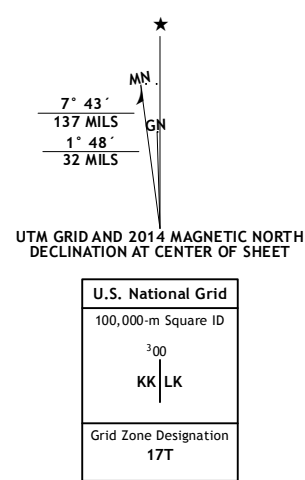 ★
MN
7° 43´
137 MILS
GN
1° 48´
32 MILS
UTM GRID AND 2014 MAGNETIC NORTH
DECLINATION AT CENTER OF SHEET
U.S. National Grid
100,000-m Square ID
³00
KK LK
Grid Zone Designation
17T